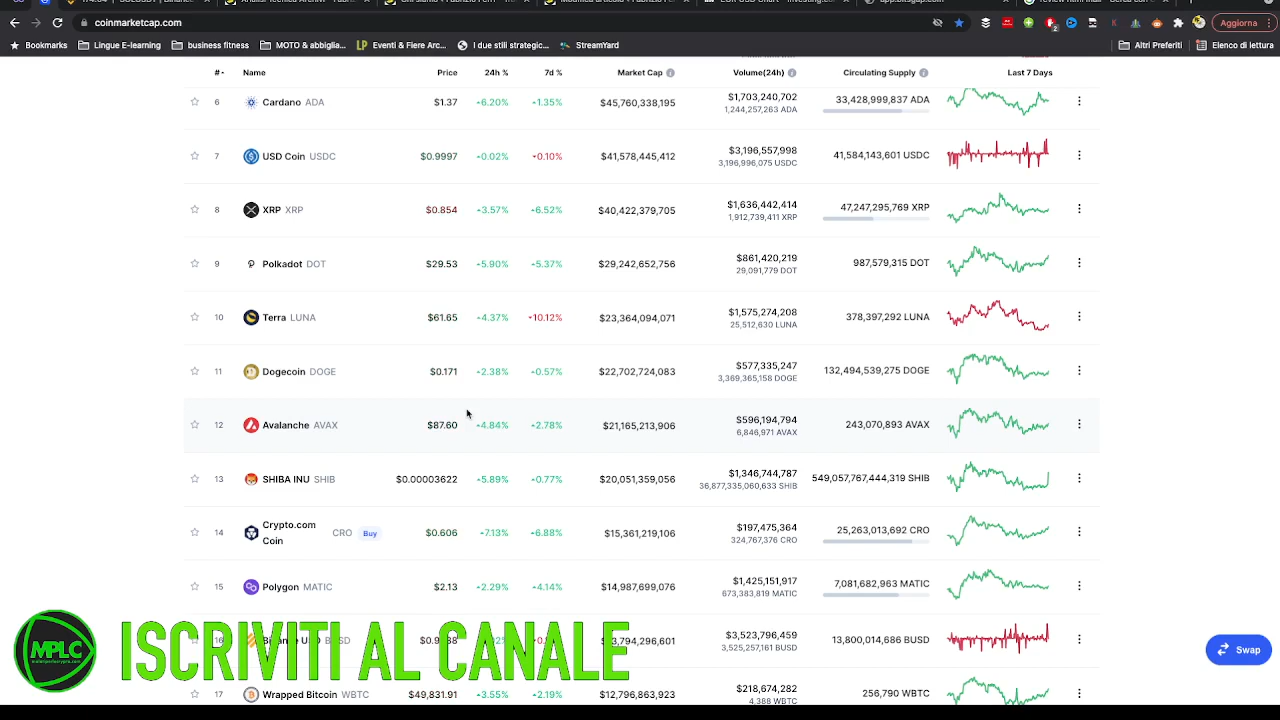 coinmarketcap.com
Aggiorna
Bookmarks Lingue E-learning business fitness MOTO & abbiglia... Eventi & Fiere Arc... I due stili strategic... StreamYard Altri Preferiti Elenco di lettura
# Name Price 24h % 7d % Market Cap Volume(24h) Circulating Supply Last 7 Days
6 Cardano ADA $1.37 6.20% 1.35% $45,760,338,195 $1,703,240,702 33,428,999,837 ADA
1,244,257,263 ADA
7 USD Coin USDC $0.9997 0.02% 0.10% $41,578,445,412 $3,196,557,998 41,584,143,601 USDC
3,196,996,075 USDC
8 XRP XRP $0.854 3.57% 6.52% $40,422,379,705 $1,636,442,414 47,247,295,769 XRP
1,912,739,411 XRP
9 Polkadot DOT $29.53 5.90% 5.37% $29,242,652,756 $861,420,219 987,579,315 DOT
29,091,779 DOT
10 Terra LUNA $61.65 4.37% 10.12% $23,364,094,071 $1,575,274,208 378,397,292 LUNA
25,512,630 LUNA
11 Dogecoin DOGE $0.171 2.38% 0.57% $22,702,724,083 $577,335,247 132,494,539,275 DOGE
3,369,365,158 DOGE
12 Avalanche AVAX $87.60 4.84% 2.78% $21,165,213,906 $596,194,794 243,070,893 AVAX
6,846,971 AVAX
13 SHIBA INU SHIB $0.00003622 5.89% 0.77% $20,051,359,056 $1,346,744,787 549,057,767,444,319 SHIB
36,877,335,060,633 SHIB
14 Crypto.com Coin CRO Buy $0.606 7.13% 6.88% $15,361,219,106 $197,475,364 25,263,013,692 CRO
324,767,376 CRO
15 Polygon MATIC $2.13 2.29% 4.14% $14,987,699,076 $1,425,151,917 7,081,682,963 MATIC
673,383,819 MATIC
$3,523,796,459 13,800,014,686 BUSD
3,525,257,161 BUSD
17 Wrapped Bitcoin WBTC $49,831.91 3.55% 2.19% $12,796,863,923 $218,674,282 256,790 WBTC
4,388 WBTC
Swap
MPLC
ISCRIVITI AL CANALE